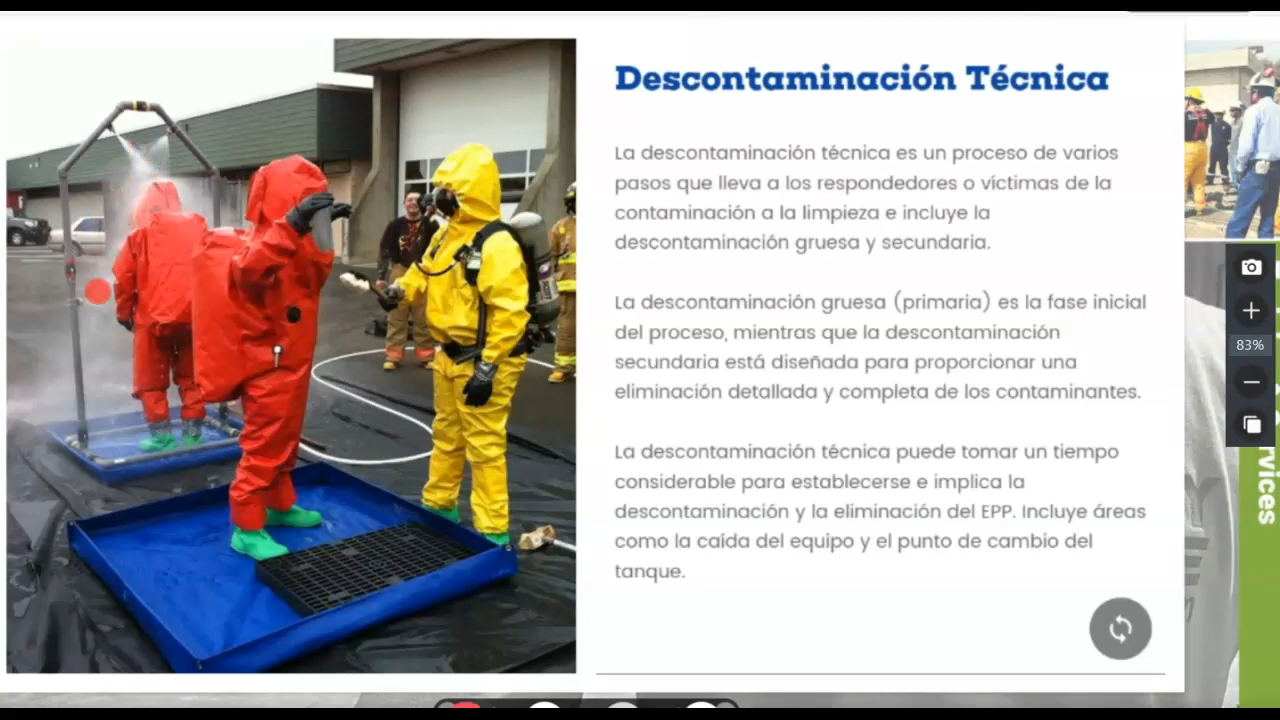 Descontaminación Técnica
La descontaminación técnica es un proceso de varios
pasos que lleva a los respondedores o víctimas de la
contaminación a la limpieza e incluye la
descontaminación gruesa y secundaria.
La descontaminación gruesa (primaria) es la fase inicial
del proceso, mientras que la descontaminación
secundaria está diseñada para proporcionar una
eliminación detallada y completa de los contaminantes.
La descontaminación técnica puede tomar un tiempo
considerable para establecerse e implica la
descontaminación y la eliminación del EPP. Incluye áreas
como la caída del equipo y el punto de cambio del
tanque.
83%
rvices